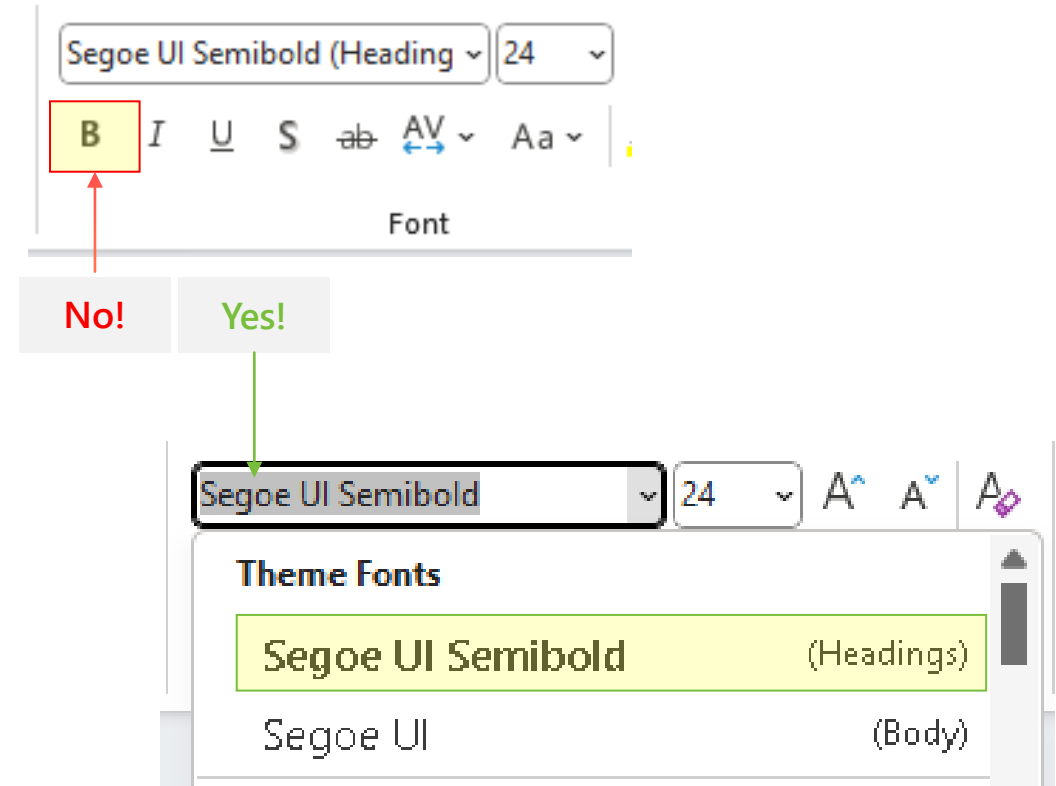 Segoe UI Semibold (Heading 24
B I U S ab AV Aa
Font
No! Yes!
Segoe UI Semibold 24 A A A
Theme Fonts
Segoe UI Semibold (Headings)
Segoe UI (Body)